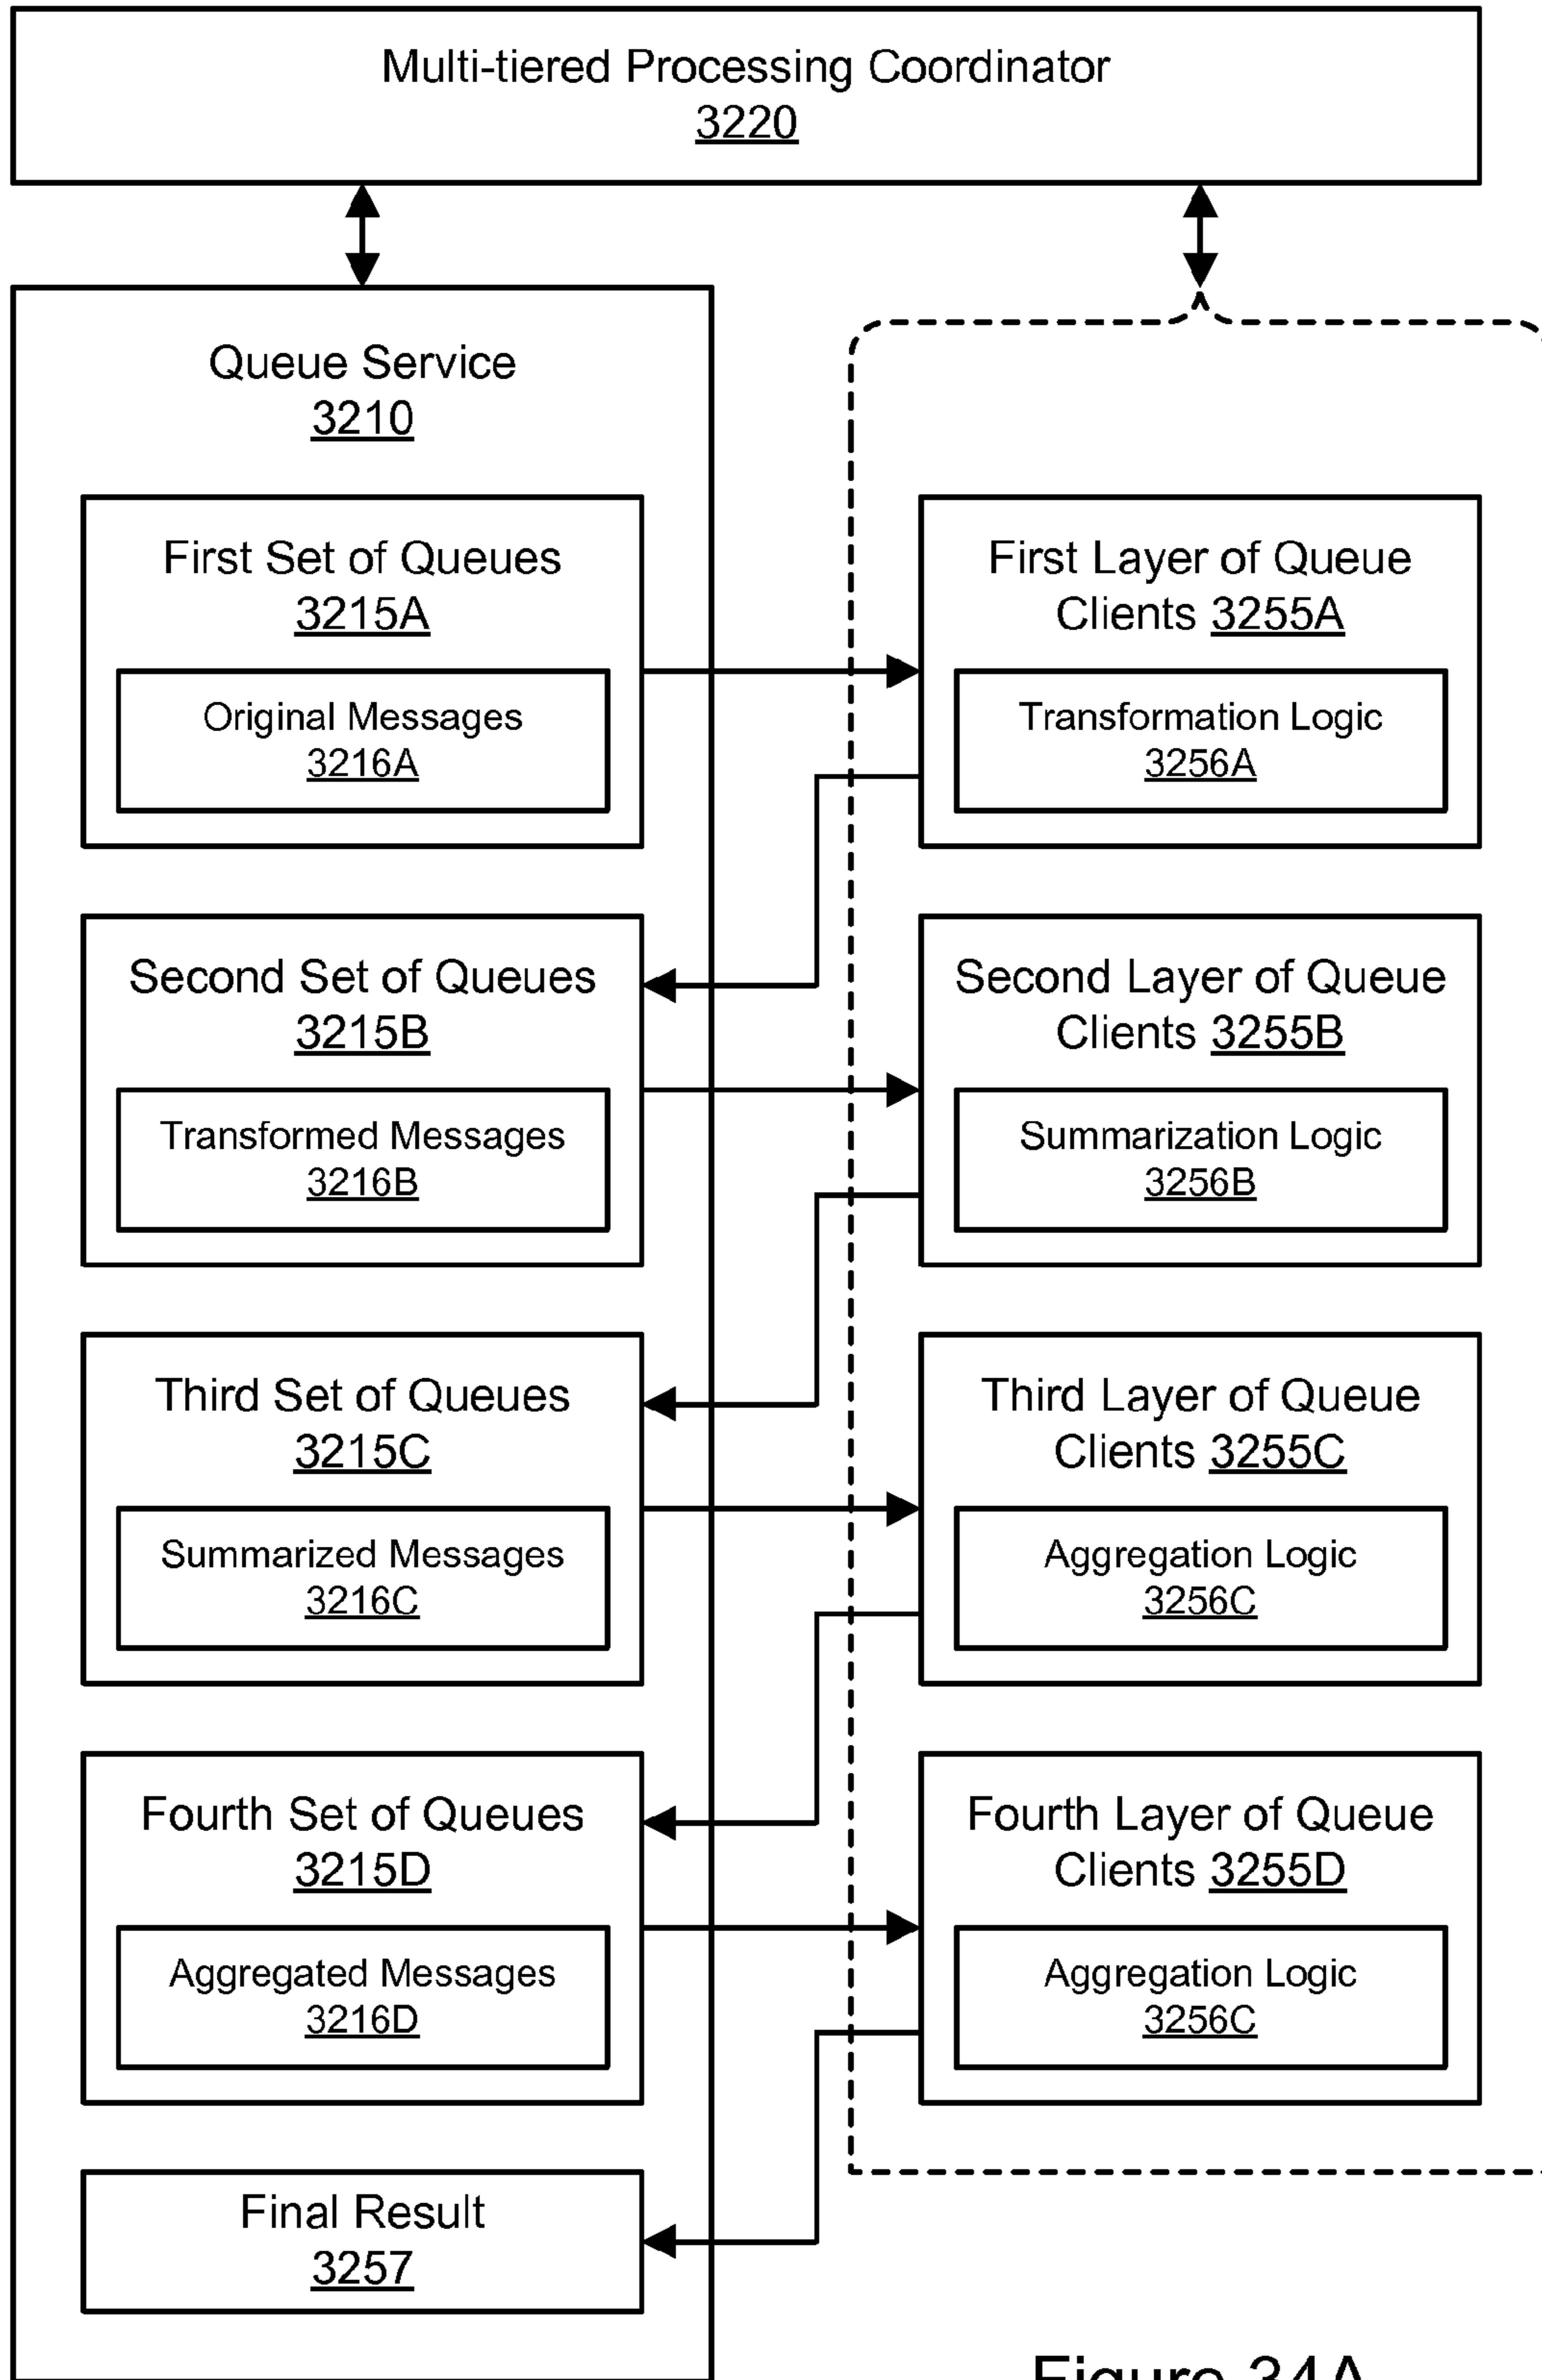 Multi-tiered Processing Coordinator
3220
Queue Service
3210
First Set of Queues
3215A
Original Messages
3216A
First Layer of Queue
Clients 3255A
Transformation Logic
3256A
Second Set of Queues
3215B
Transformed Messages
3216B
Second Layer of Queue
Clients 3255B
Summarization Logic
3256B
Third Set of Queues
3215C
Summarized Messages
3216C
Third Layer of Queue
Clients 3255C
Aggregation Logic
3256C
Fourth Set of Queues
3215D
Aggregated Messages
3216D
Fourth Layer of Queue
Clients 3255D
Aggregation Logic
3256C
Final Result
3257
Figure 34A